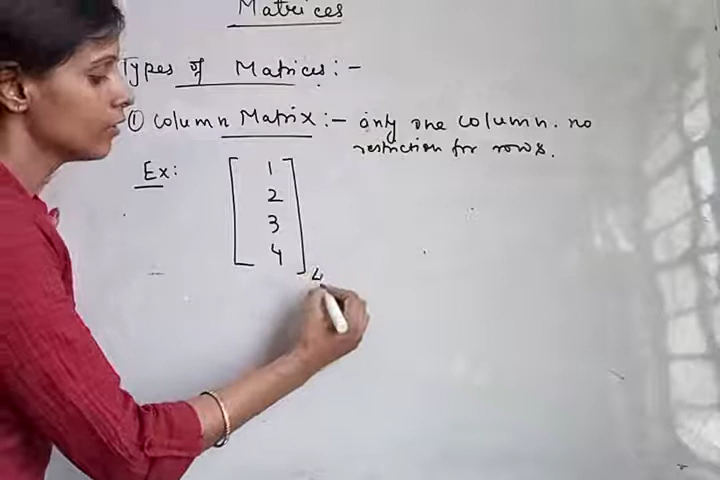 Matrices
Types of Matrices :-
① Column Matrix :- only one column. no
restriction for rows.
Ex:
1
2
3
4
4